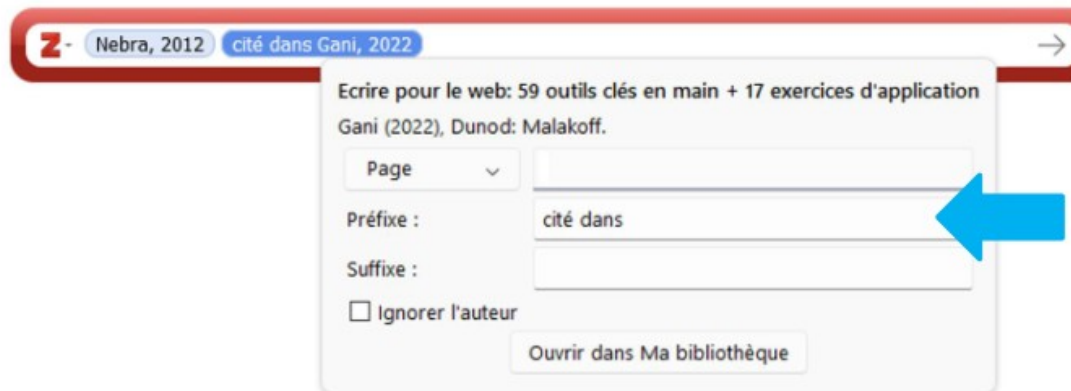 Z Nebra, 2012 cité dans Gani, 2022
Ecrire pour le web: 59 outils clés en main + 17 exercices d'application
Gani (2022), Dunod: Malakoff.
Page
Préfixe : cité dans
Suffixe :
Ignorer l'auteur
Ouvrir dans Ma bibliothèque